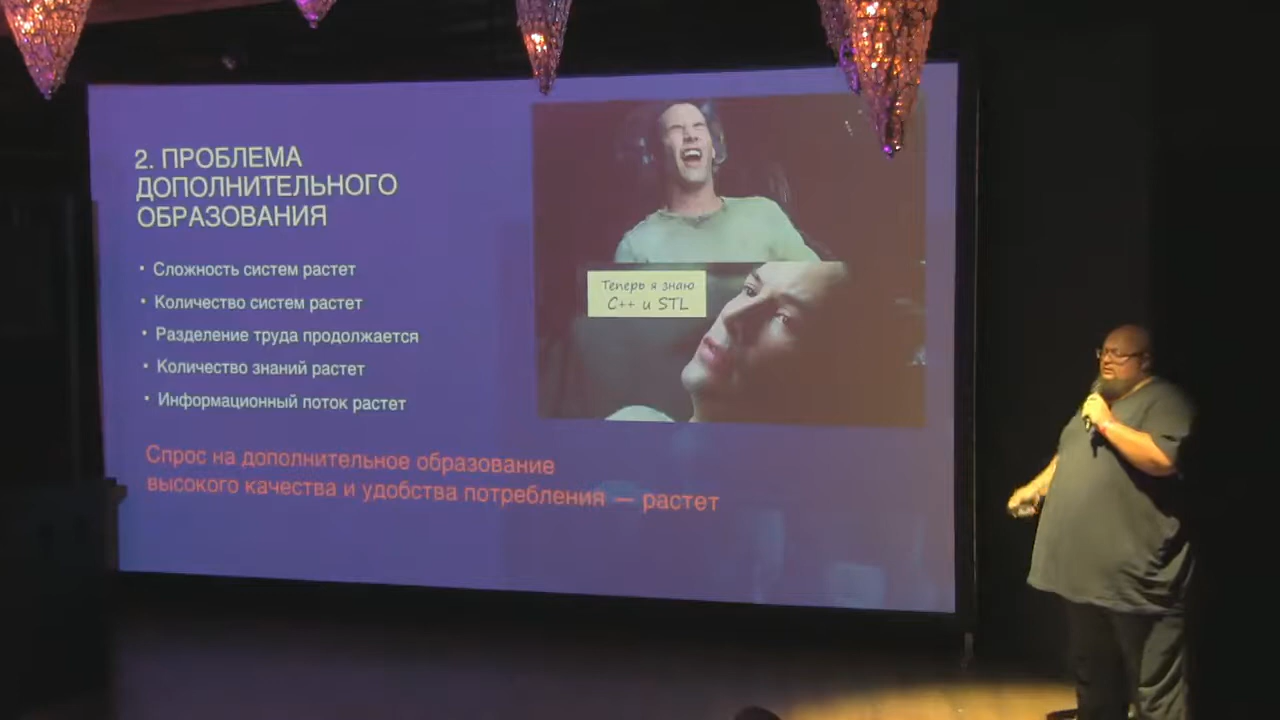 2. ПРОБЛЕМА
ДОПОЛНИТЕЛЬНОГО
ОБРАЗОВАНИЯ
• Сложность систем растет
• Количество систем растет
• Разделение труда продолжается
• Количество знаний растет
• Информационный поток растет
Спрос на дополнительное образование
высокого качества и удобства потребления — растет
Теперь я знаю
C++ и STL